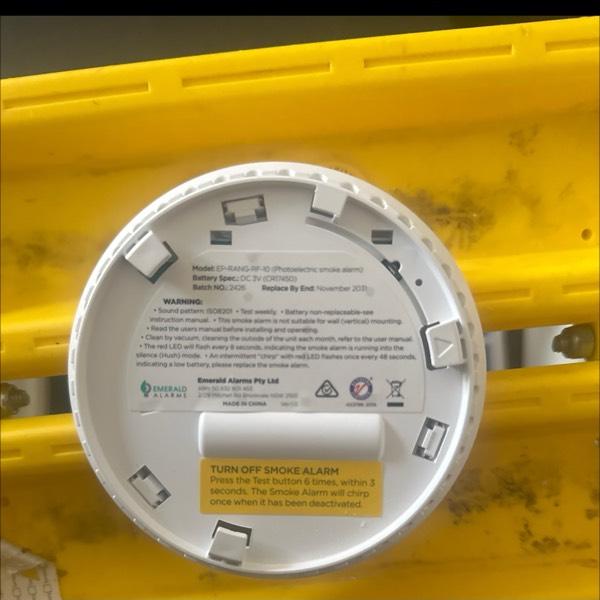 Model: EP-RANG-RF-10 (Photoelectric smoke alarm)
Battery Spec.: DC 3V (CR17450)
Batch NO.: 2426 Replace By End: November 2031
WARNING:
• Sound pattern: ISO8201 • Test weekly. • Battery non-replaceable-see
instruction manual. • This smoke alarm is not suitable for wall (vertical) mounting.
• Read the users manual before installing and operating.
• Clean by vacuum, cleaning the outside of the unit each month, refer to the user manual.
• The red LED will flash every 8 seconds, indicating the smoke alarm is running into the
silence (Hush) mode. • An intermittent "chirp" with red LED flashes once every 48 seconds,
indicating a low battery, please replace the smoke alarm.
EMERALD
ALARMS
Emerald Alarms Pty Ltd
MADE IN CHINA
TURN OFF SMOKE ALARM
Press the Test button 6 times, within 3
seconds. The Smoke Alarm will chirp
once when it has been deactivated.